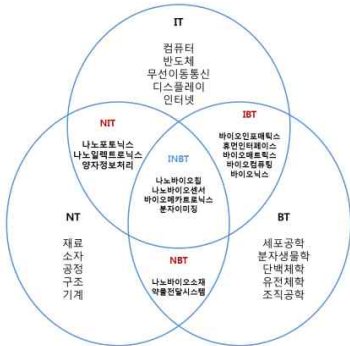 IT
컴퓨터
반도체
무선이동통신
디스플레이
인터넷
NIT
나노포토닉스
나노일렉트로닉스
양자정보처리
IBT
바이오인포매틱스
휴먼인터페이스
바이오매트릭스
바이오컴퓨팅
바이오닉스
INBT
나노바이오칩
나노바이오센서
바이오메카트로닉스
분자이미징
NT
재료
소자
공정
구조
기계
BT
세포공학
분자생물학
단백체학
유전체학
조직공학
NBT
나노바이오소재
약물전달시스템